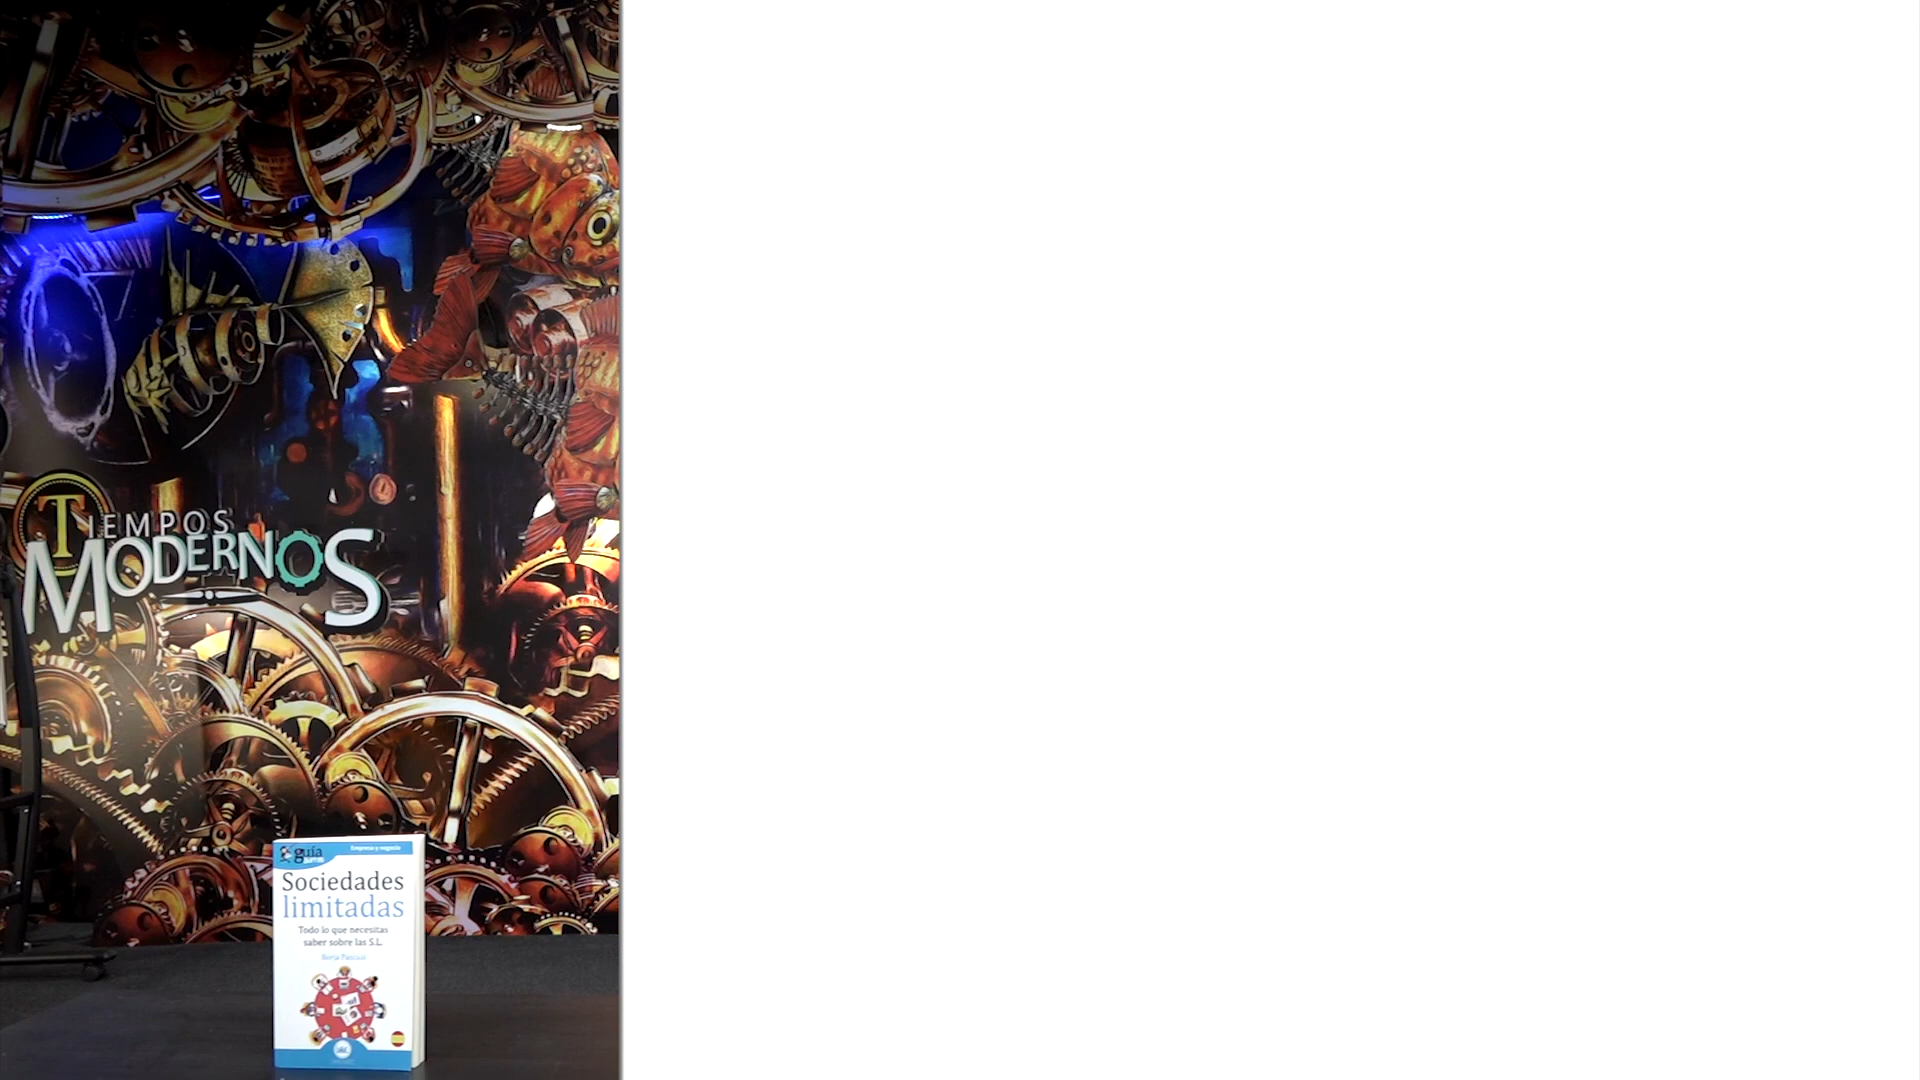 TIEMPOS
MODERNOS
guía
Empresa y negocio
Sociedades
limitadas
Todo lo que necesitas
saber sobre las S.L.
Borja Pascual